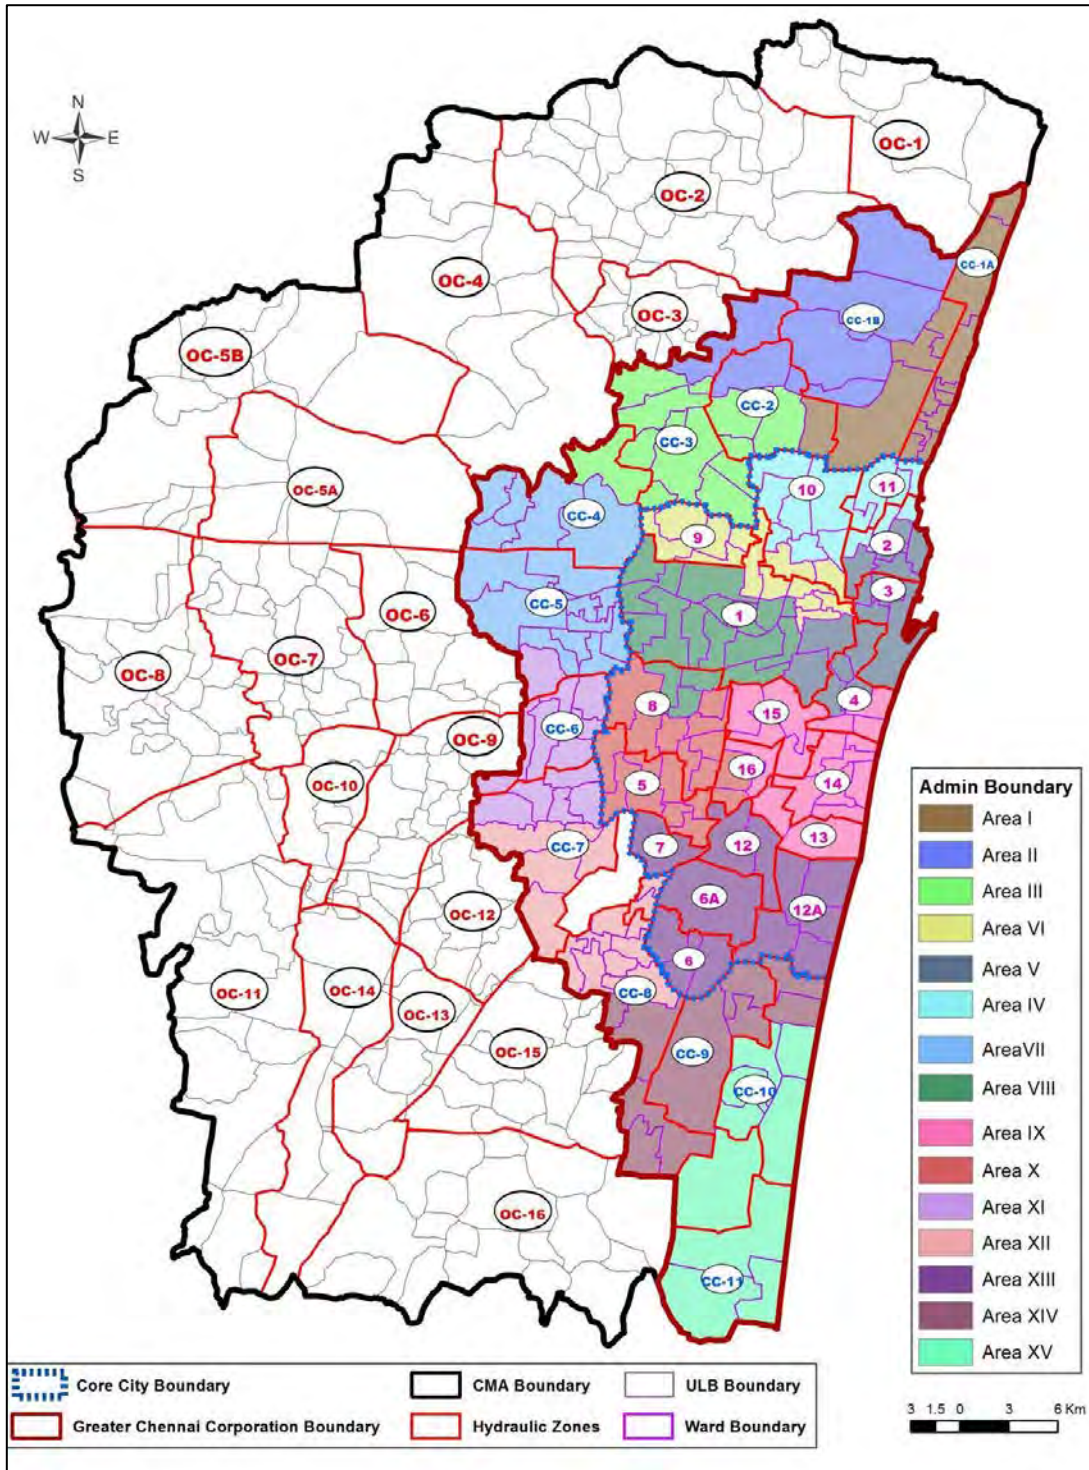 N
W E
S
OC-1
OC-2
CC-1A
OC-4
OC-3
CC-1B
OC-5B
CC-2
CC-3
OC-5A
10
11
CC-4
9
2
3
CC-5
OC-6
1
OC-7
OC-8
8
4
15
CC-6
OC-9
16
OC-10
5
14
13
CC-7
7
12
6A
12A
OC-12
6
OC-11
OC-14
CC-8
OC-13
OC-15
CC-9
CC-10
OC-16
CC-11
Admin Boundary
Area I
Area II
Area III
Area VI
Area V
Area IV
AreaVII
Area VIII
Area IX
Area X
Area XI
Area XII
Area XIII
Area XIV
Area XV
Core City Boundary CMA Boundary ULB Boundary
Greater Chennai Corporation Boundary Hydraulic Zones Ward Boundary
3 1.5 0 3 6 Km